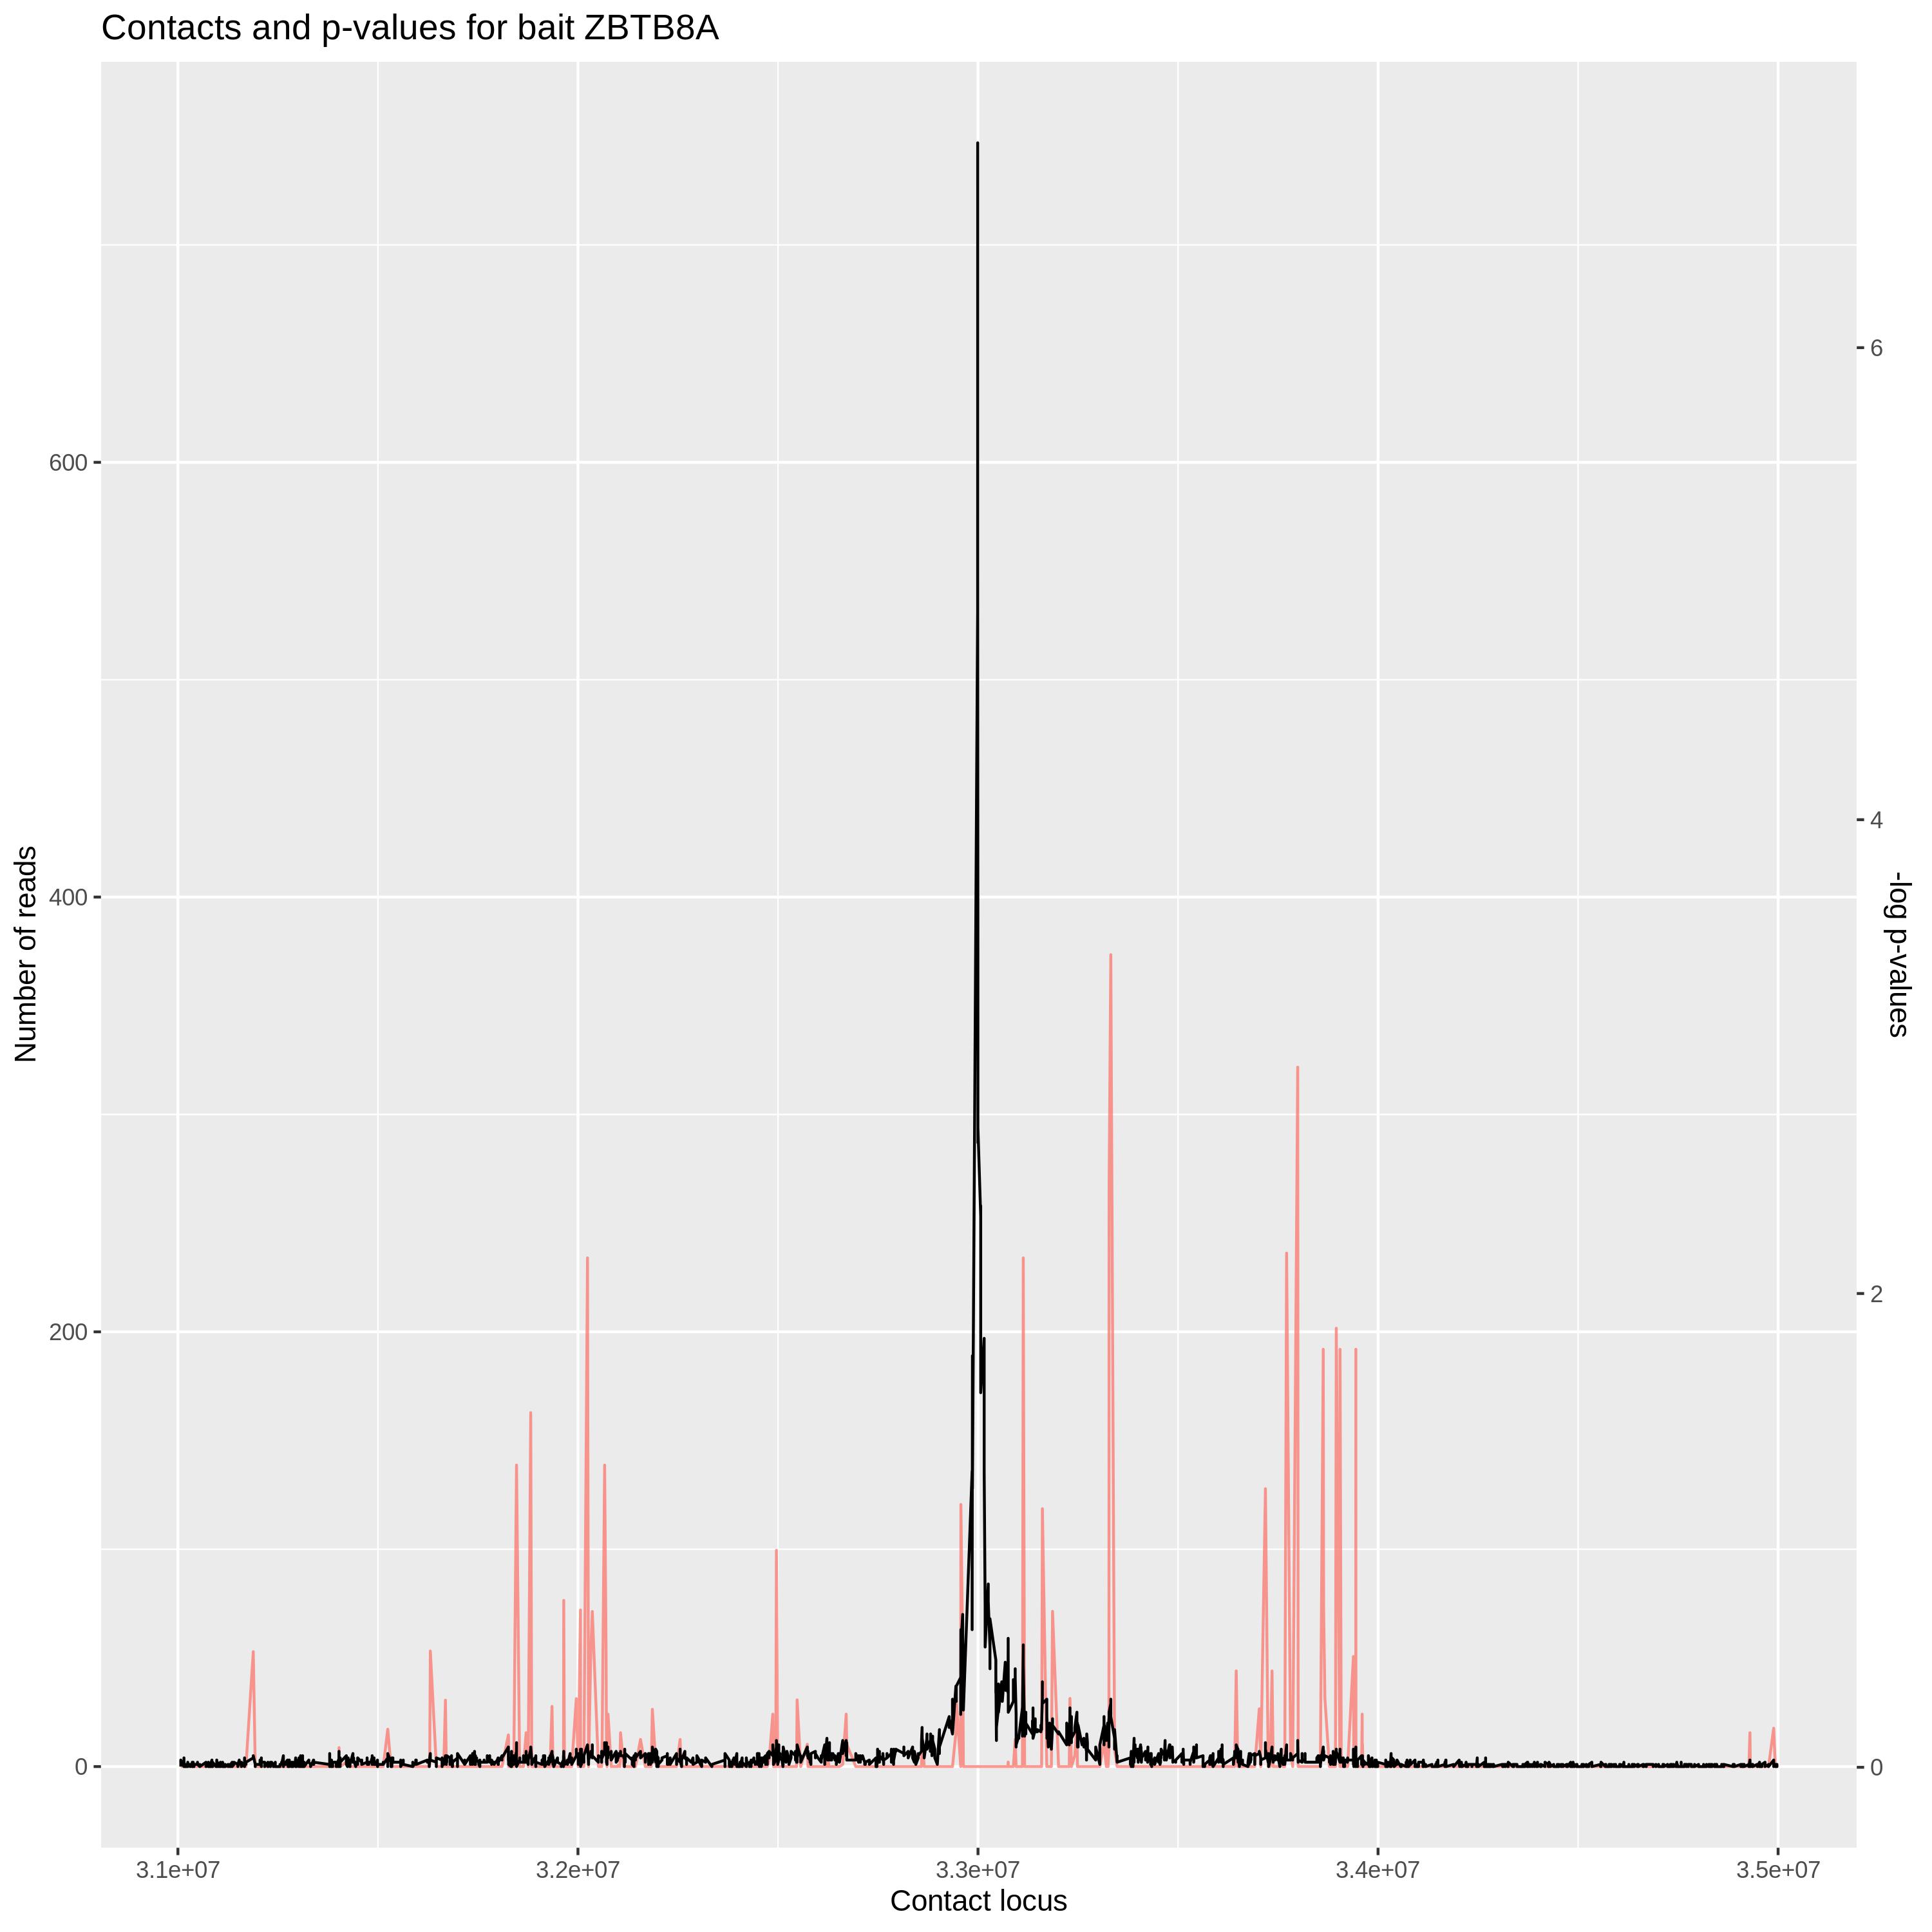 Contacts and p-values for bait ZBTB8A
600
400
200
0
Number of reads
6
4
2
0
-log p-values
3.1e+07 3.2e+07 3.3e+07 3.4e+07 3.5e+07
Contact locus